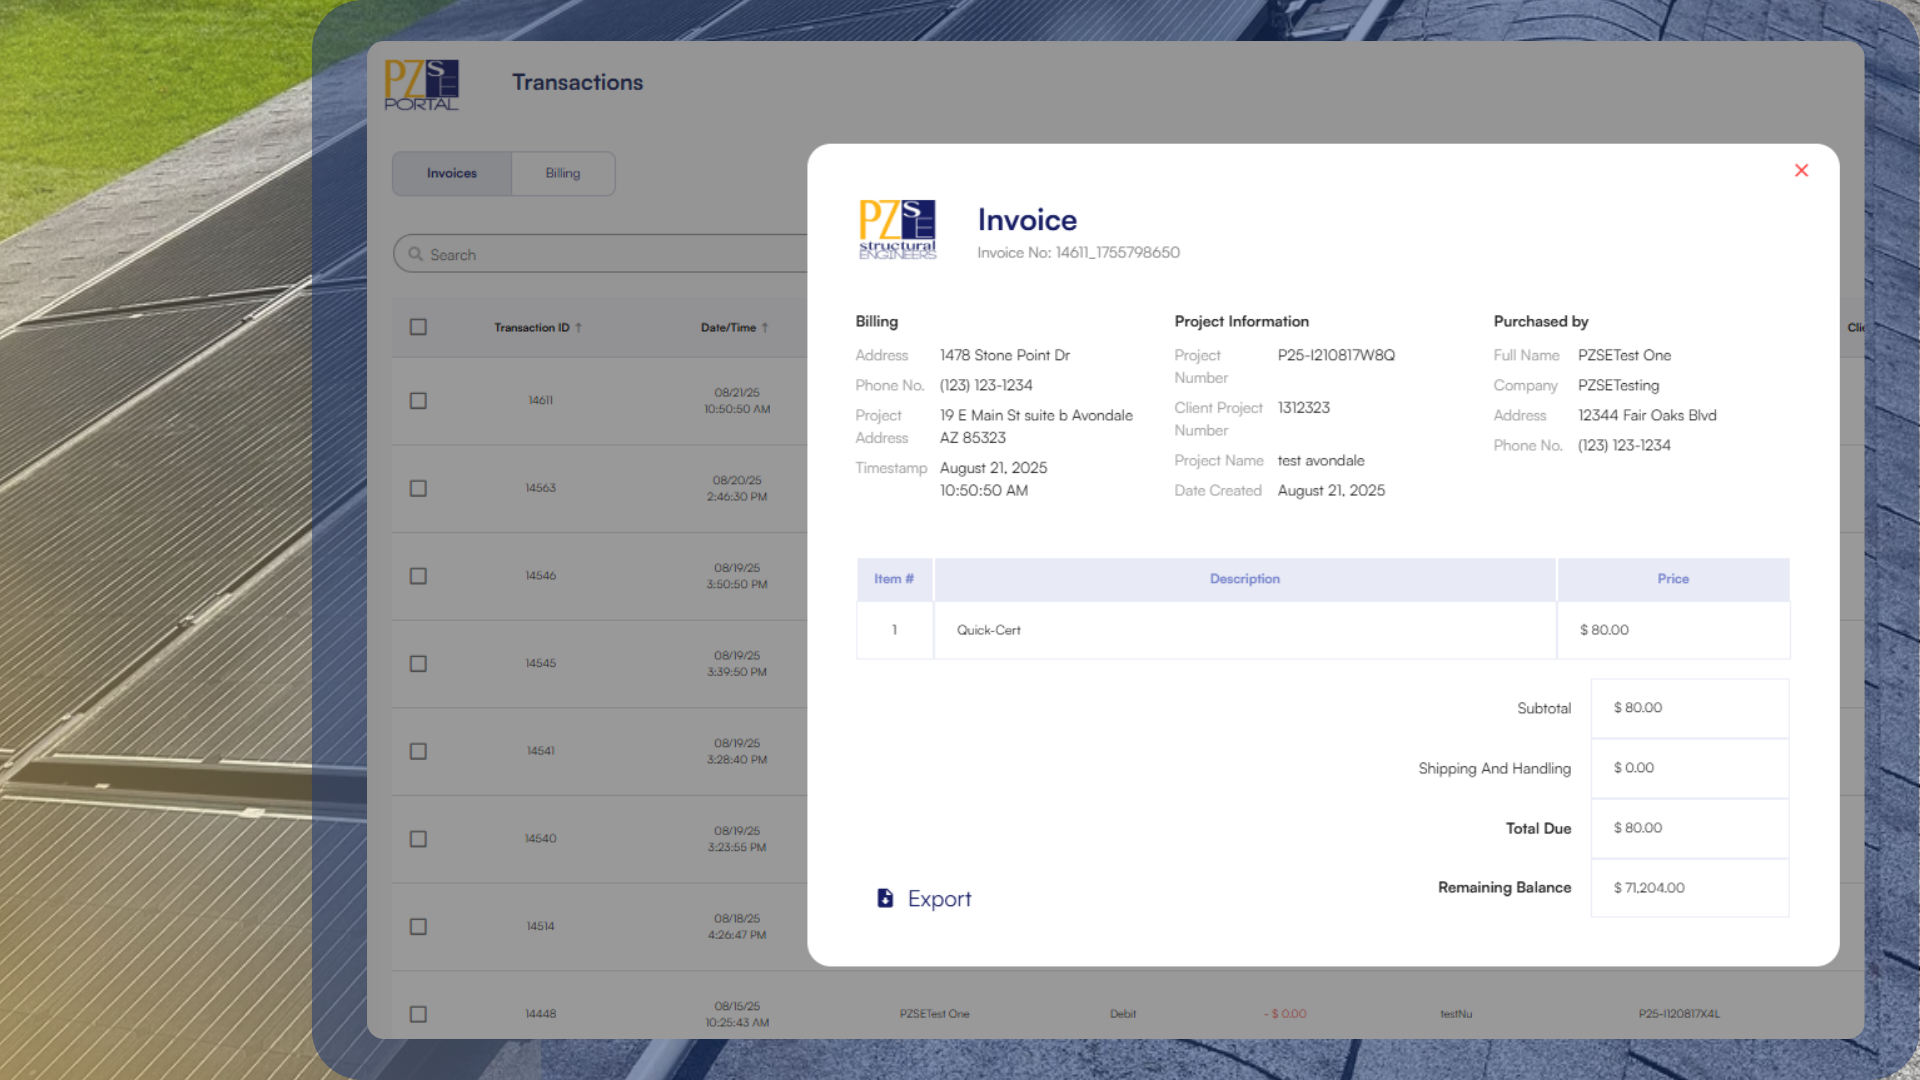 PZSE
PORTAL
Transactions
Invoices
Billing
Search
Transaction ID ↑
Date/Time ↑
Clie
14611
08/21/25
10:50:50 AM
14563
08/20/25
2:46:30 PM
14546
08/19/25
3:50:50 PM
14545
08/19/25
3:39:50 PM
14541
08/19/25
3:28:40 PM
14540
08/19/25
3:23:55 PM
14514
08/18/25
4:26:47 PM
14448
08/15/25
10:25:43 AM
PZSETest One
Debit
- $ 0.00
testNu
P25-I120817X4L
PZSE
structural
ENGINEERS
Invoice
Invoice No: 14611_1755798650
Billing
Address 1478 Stone Point Dr
Phone No. (123) 123-1234
Project Address 19 E Main St suite b Avondale
AZ 85323
Timestamp August 21, 2025
10:50:50 AM
Project Information
Project Number P25-I210817W8Q
Client Project Number 1312323
Project Name test avondale
Date Created August 21, 2025
Purchased by
Full Name PZSETest One
Company PZSETesting
Address 12344 Fair Oaks Blvd
Phone No. (123) 123-1234
Item # Description Price
1 Quick-Cert $ 80.00
Subtotal $ 80.00
Shipping And Handling $ 0.00
Total Due $ 80.00
Remaining Balance $ 71,204.00
Export